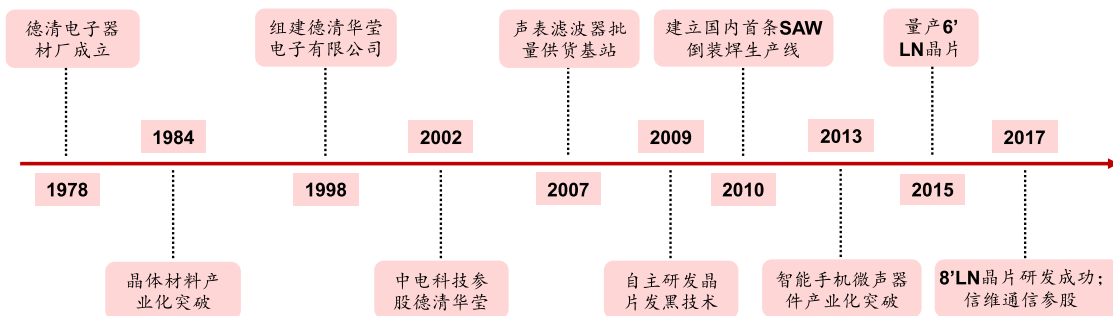 德清电子器
材厂成立
组建德清华莹
电子有限公司
声表滤波器批
量供货基站
建立国内首条SAW
倒装焊生产线
量产6'
LN晶片
1984
2002
2009
2013
2017
1978
1998
2007
2010
2015
晶体材料产
业化突破
中电科技参
股德清华莹
自主研发晶
片发黑技术
智能手机微声器
件产业化突破
8'LN晶片研发成功；
信维通信参股